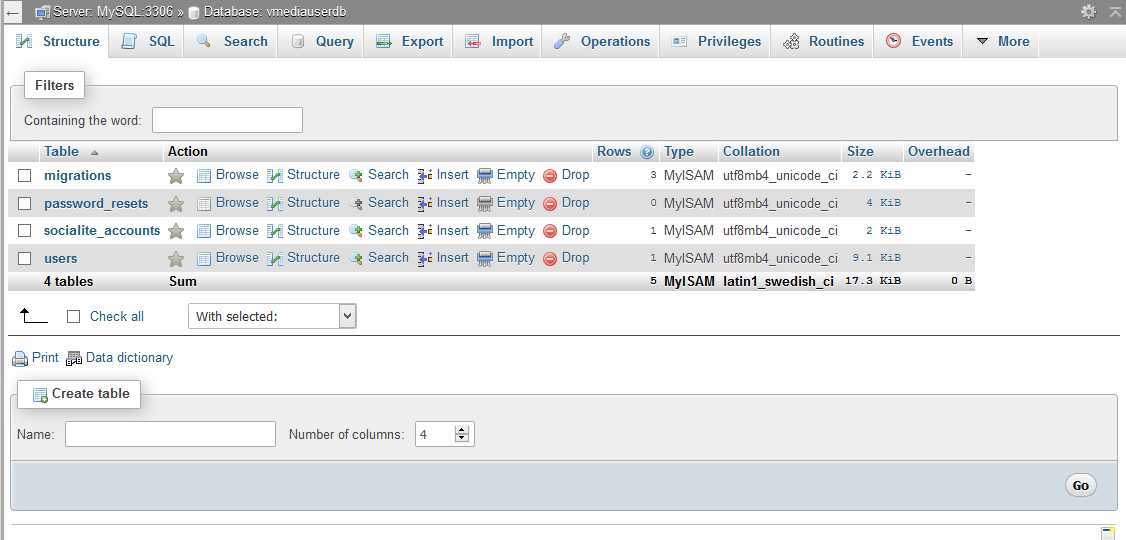 Server: MySQL:3306 » Database: vmediauserdb
Structure SQL Search Query Export Import Operations Privileges Routines Events More
Filters
Containing the word:
Table Action Rows Type Collation Size Overhead
migrations Browse Structure Search Insert Empty Drop 3 MyISAM utf8mb4_unicode_ci 2.2 KiB -
password_resets Browse Structure Search Insert Empty Drop 0 MyISAM utf8mb4_unicode_ci 4 KiB -
socialite_accounts Browse Structure Search Insert Empty Drop 1 MyISAM utf8mb4_unicode_ci 2 KiB -
users Browse Structure Search Insert Empty Drop 1 MyISAM utf8mb4_unicode_ci 9.1 KiB -
4 tables Sum 5 MyISAM latin1_swedish_ci 17.3 KiB 0 B
Check all With selected:
Print Data dictionary
Create table
Name: Number of columns: 4
Go